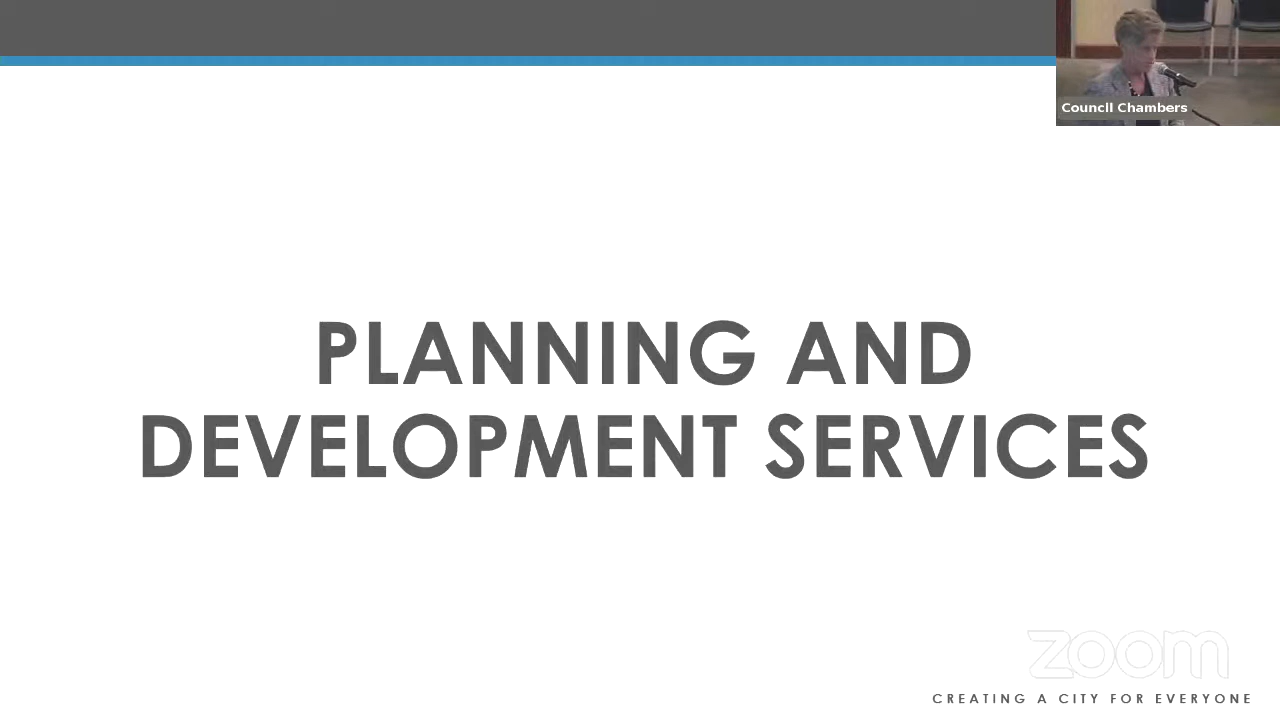 Council Chambers
PLANNING AND
DEVELOPMENT SERVICES
zoom
CREATING A CITY FOR EVERYONE